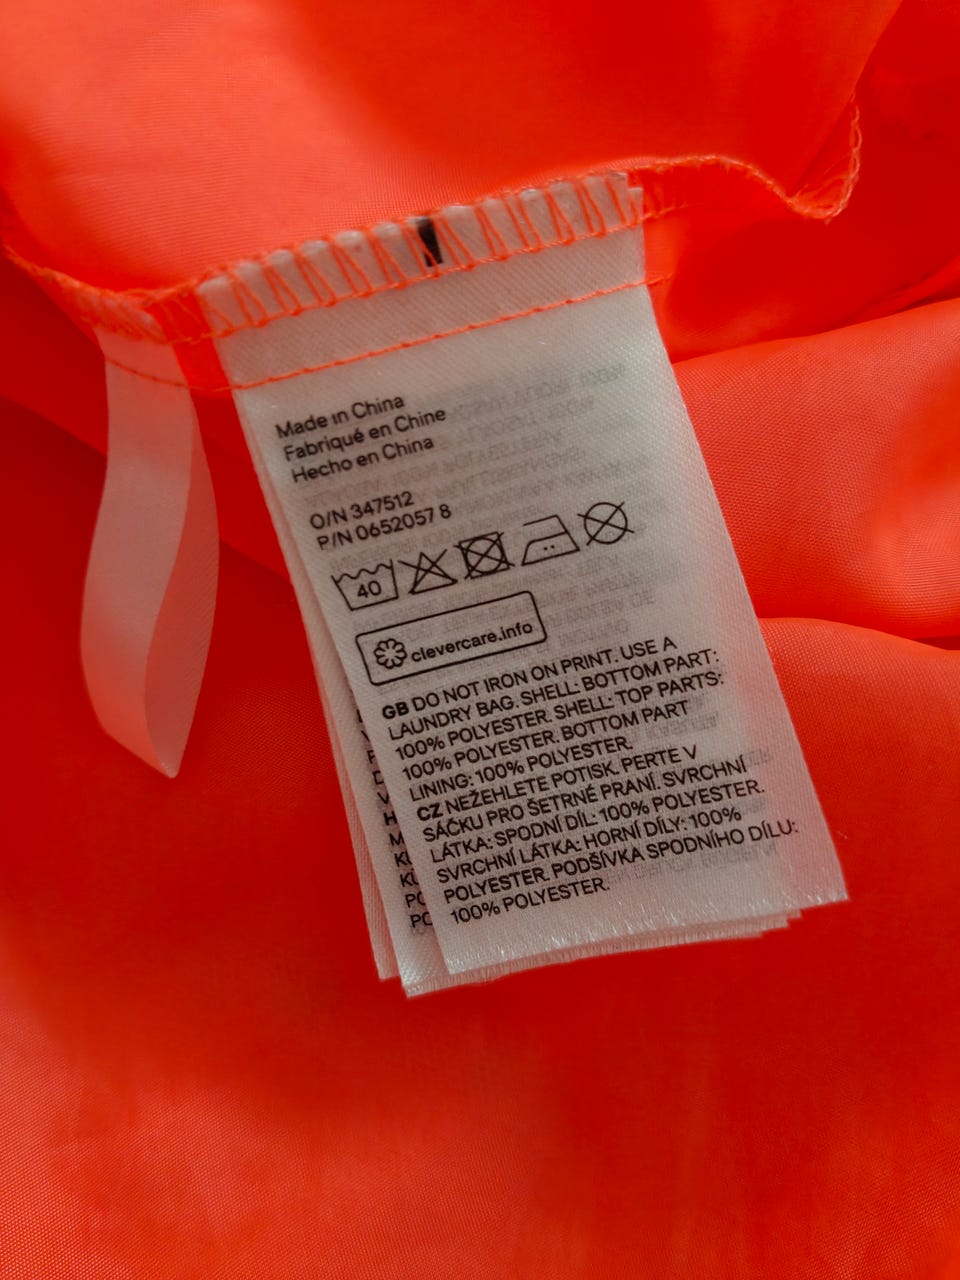 Made in China
Fabriqué en Chine
Hecho en China
O/N 347512
P/N 0652057 8
40
clevercare.info
GB DO NOT IRON ON PRINT. USE A
LAUNDRY BAG. SHELL: BOTTOM PART:
100% POLYESTER. SHELL: TOP PARTS:
100% POLYESTER. BOTTOM PART
LINING: 100% POLYESTER.
CZ NEŽEHLETE POTISK. PERTE V
SÁČKU PRO ŠETRNÉ PRANÍ. SVRCHNÍ
LÁTKA: SPODNÍ DÍL: 100% POLYESTER.
SVRCHNÍ LÁTKA: HORNÍ DÍLY: 100%
POLYESTER. PODŠÍVKA SPODNÍHO DÍLU:
100% POLYESTER.